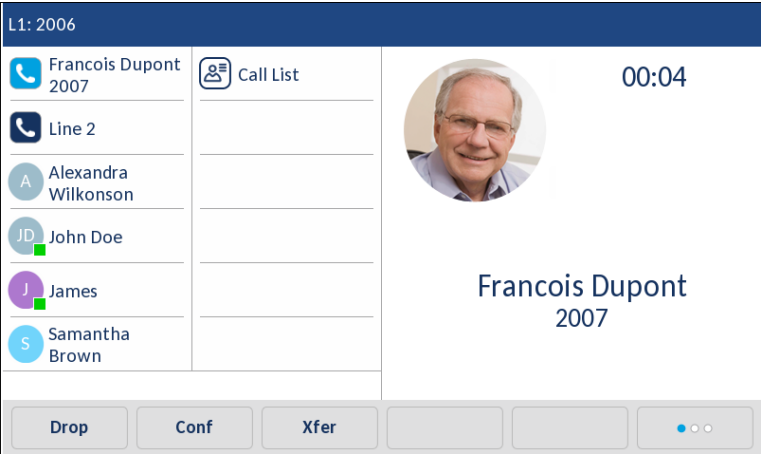 L1: 2006
Francois Dupont
2007
Line 2
A
Alexandra
Wilkonson
JD
John Doe
J
James
S
Samantha
Brown
Call List
00:04
Francois Dupont
2007
Drop
Conf
Xfer